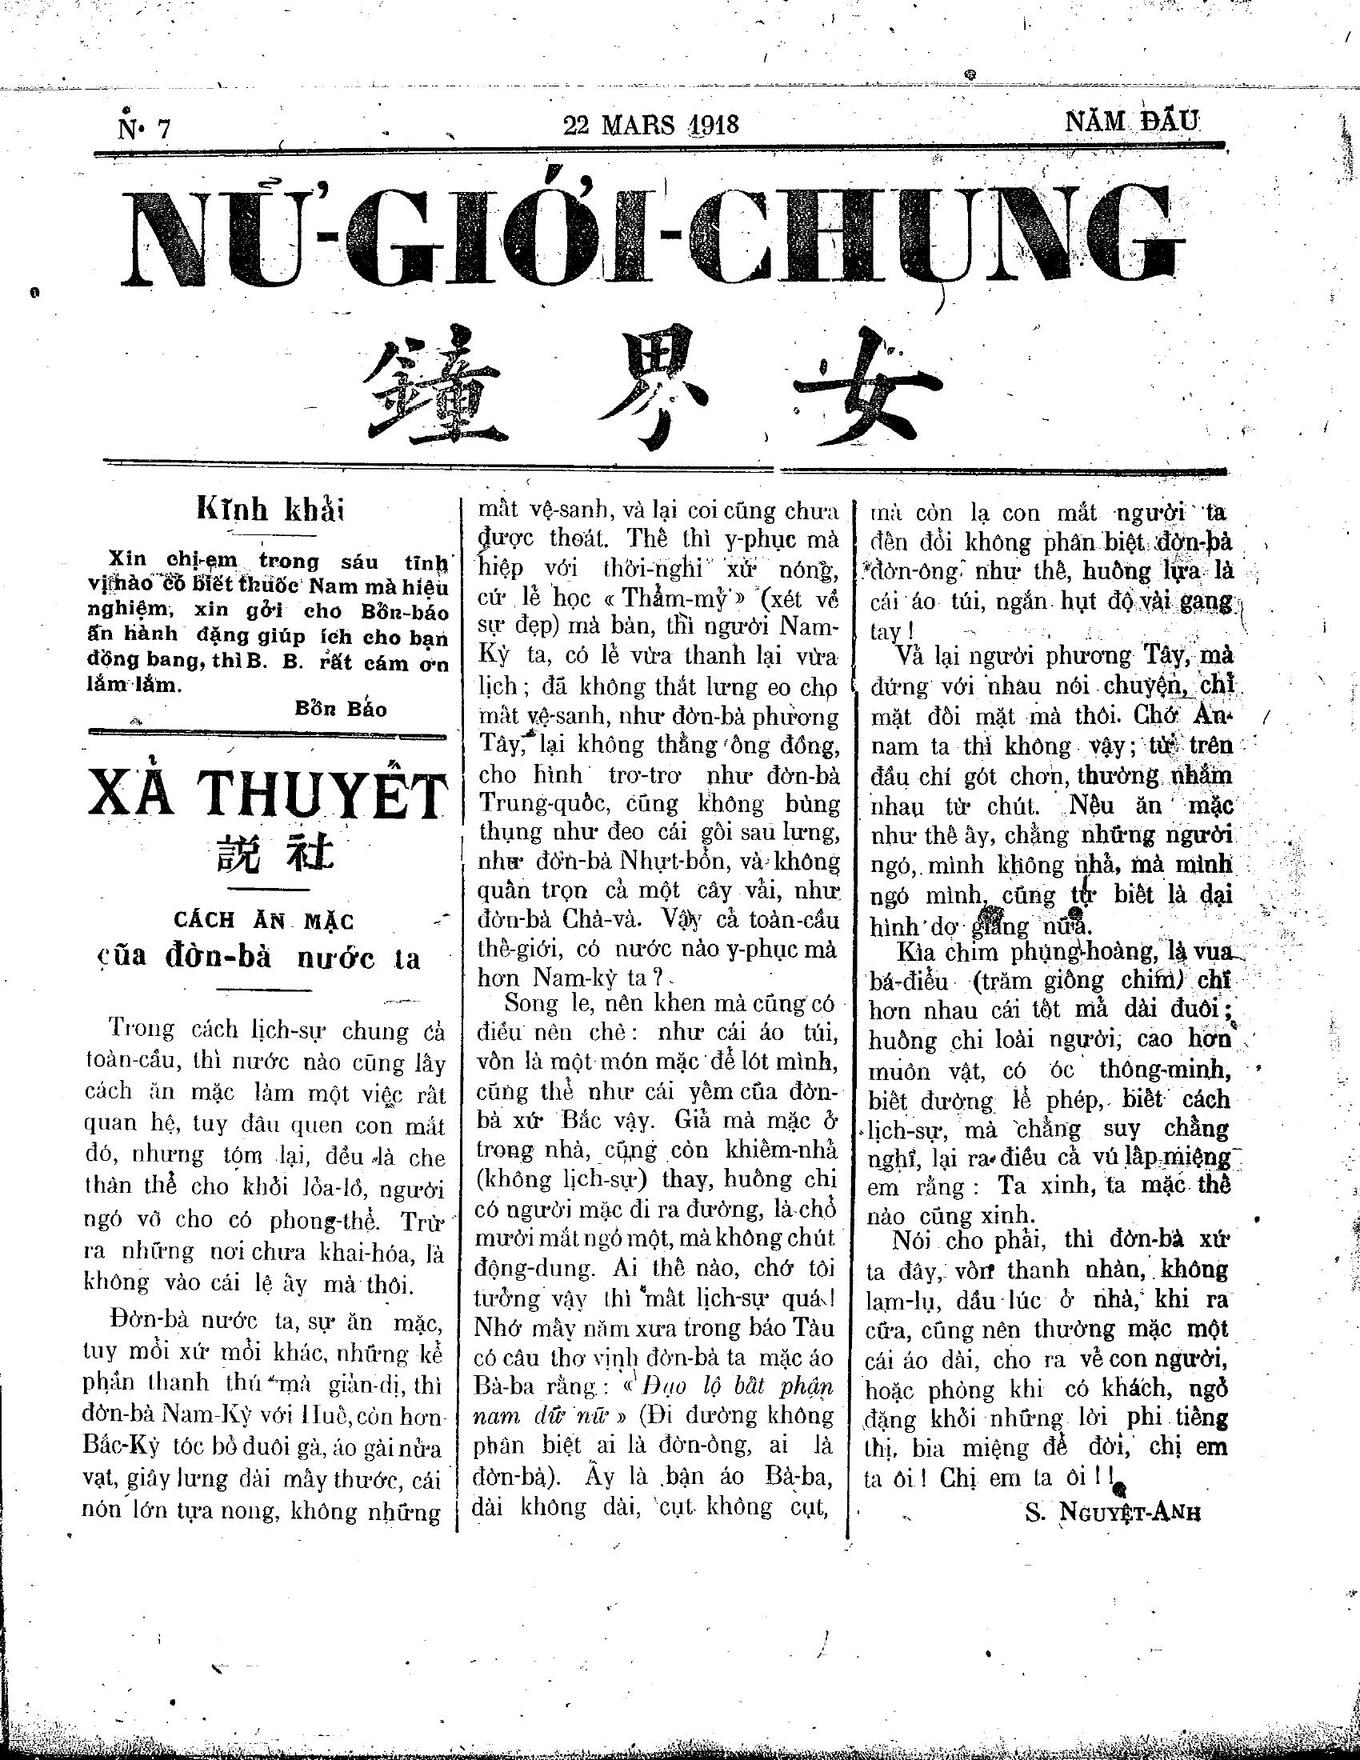 N° 7
22 MARS 1918
NĂM ĐẦU
NỮ-GIỚI-CHUNG
鐘 界 女
Kĩnh khải
Xin chị-em trong sáu tĩnh
vị nào có biết thuốc Nam mà hiệu
nghiệm, xin gởi cho Bổn-báo
ấn hành đặng giúp ích cho bạn
đồng bang, thì B. B. rất cám ơn
lắm lắm.
Bổn Báo
XẢ THUYẾT
説 社
CÁCH ĂN MẶC
cũa đờn-bà nước ta
Trong cách lịch-sự chung cả
toàn-cầu, thì nước nào cũng lấy
cách ăn mặc làm một việc rất
quan hệ, tuy đâu quen con mắt
đó, nhưng tóm lại, đều là che
thân thể cho khỏi lỏa-lồ, người
ngó vô cho có phong-thể. Trừ
ra những nơi chưa khai-hóa, là
không vào cái lệ ấy mà thôi.
Đờn-bà nước ta, sự ăn mặc,
tuy mỗi xứ mỗi khác, những kể
phần thanh thú mà giản-dị, thì
đờn-bà Nam-Kỳ với Huế, còn hơn
Bắc-Kỳ tóc bỏ đuôi gà, áo gài nửa
vạt, giây lưng dài mấy thước, cái
nón lớn tựa nong, không những
mất vệ-sanh, và lại coi cũng chưa
được thoát. Thế thì y-phục mà
hiệp với thời-nghi xứ nóng,
cứ lẽ học « Thẩm-mỷ » (xét về
sự đẹp) mà bàn, thì người Nam-
Kỳ ta, có lẽ vừa thanh lại vừa
lịch ; đã không thắt lưng eo cho
mất vệ-sanh, như đờn-bà phương
Tây, lại không thẳng ông đồng,
cho hình trơ-trơ như đờn-bà
Trung-quốc, cũng không bùng
thụng như đeo cái gối sau lưng,
như đờn-bà Nhựt-bổn, và không
quấn trọn cả một cây vải, như
đờn-bà Chà-và. Vậy cả toàn-cầu
thế-giới, có nước nào y-phục mà
hơn Nam-kỳ ta ?
Song le, nên khen mà cũng có
điều nên chê : như cái áo túi,
vốn là một món mặc để lót mình,
cũng thể như cái yếm của đờn-
bà xứ Bắc vậy. Giả mà mặc ở
trong nhà, cũng còn khiếm-nhả
(không lịch-sự) thay, huống chi
có người mặc đi ra đường, là chổ
mười mắt ngó một, mà không chút
động-dung. Ai thế nào, chớ tôi
tưởng vậy thì mất lịch-sự quá !
Nhớ mấy năm xưa trong báo Tàu
có câu thơ vịnh đờn-bà ta mặc áo
Bà-ba rằng : « Đạo lộ bất phận
nam dữ nữ » (Đi đường không
phân biệt ai là đờn-ông, ai là
đờn-bà). Ấy là bận áo Bà-ba,
dài không dài, cụt không cụt,
mà còn lạ con mắt người ta
đến đổi không phân biệt đờn-bà
đờn-ông như thế, huống lựa là
cái áo túi, ngắn hụt độ vài gang
tay !
Vả lại người phương Tây, mà
đứng với nhau nói chuyện, chỉ
mặt đối mặt mà thôi. Chớ An-
nam ta thì không vậy ; từ trên
đầu chí gót chơn, thường nhắm
nhau từ chút. Nếu ăn mặc
như thế ấy, chẳng những người
ngó, mình không nhả, mà mình
ngó mình, cũng tự biết là dại
hình dơ giáng nữa.
Kìa chim phụng-hoàng, là vua
bá-điểu (trăm giống chim) chĩ
hơn nhau cái tốt mã dài đuôi ;
huống chi loài người, cao hơn
muôn vật, có óc thông-minh,
biết đường lể phép, biết cách
lịch-sự, mà chẳng suy chẳng
nghĩ, lại ra điều cả vú lấp miệng
em rằng : Ta xinh, ta mặc thế
nào cũng xinh.
Nói cho phải, thì đờn-bà xứ
ta đây, vốn thanh nhàn, không
lam-lụ, dầu lúc ở nhà, khi ra
cữa, cũng nên thường mặc một
cái áo dài, cho ra vẻ con người,
hoặc phòng khi có khách, ngỏ
đặng khỏi những lời phi tiếng
thị, bia miệng để đời, chị em
ta ôi ! Chị em ta ôi ! !
S. NGUYỆT-ANH